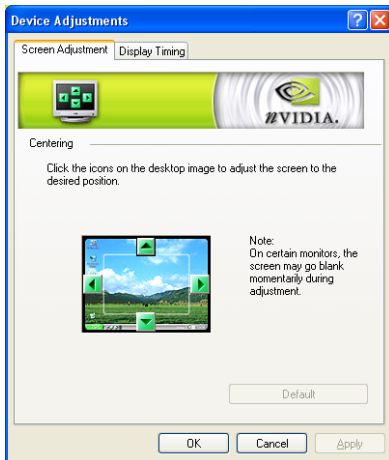 Device Adjustments
Screen Adjustment Display Timing
NVIDIA.
Centering
Click the icons on the desktop image to adjust the screen to the
desired position.
Note:
On certain monitors, the
screen may go blank
momentarily during
adjustment.
Default
OK Cancel Apply